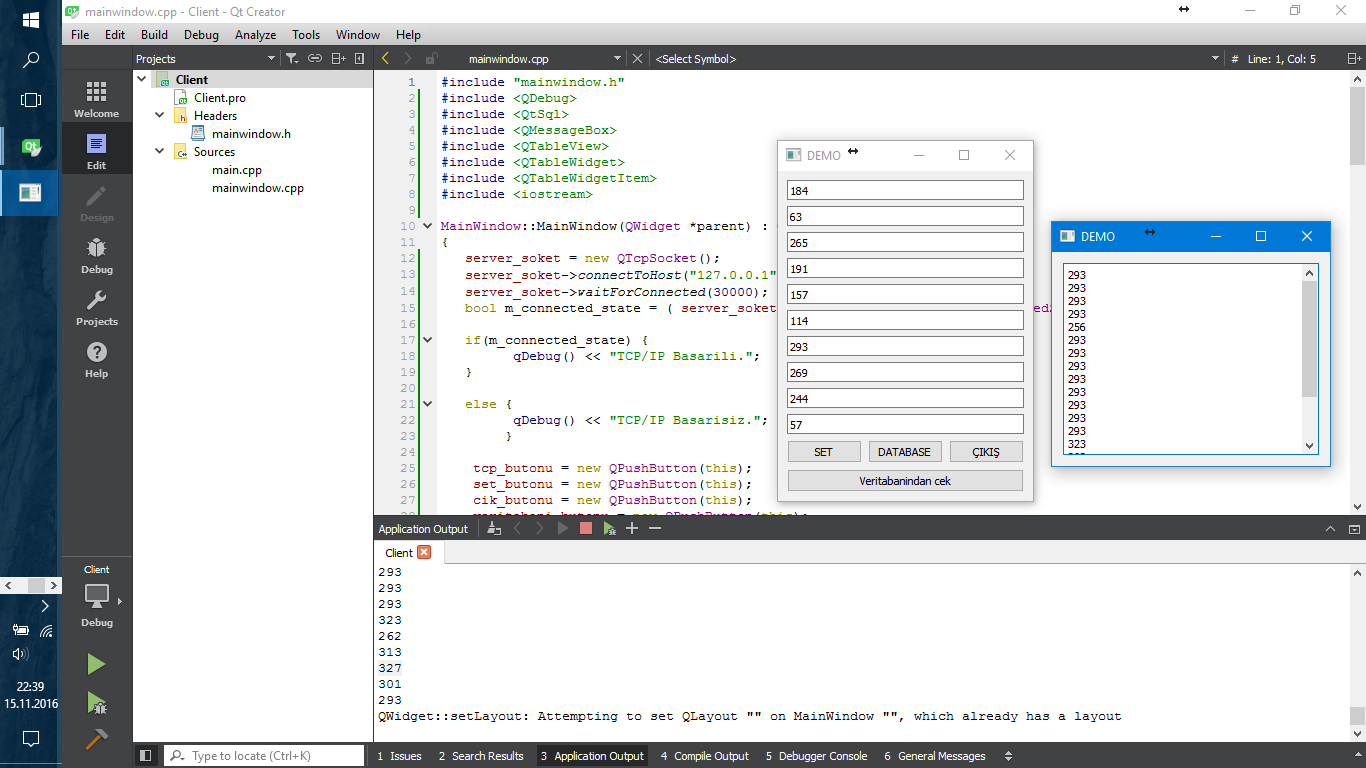 mainwindow.cpp - Client - Qt Creator
File Edit Build Debug Analyze Tools Window Help
Projects
mainwindow.cpp
<Select Symbol>
# Line: 1, Col: 5
Welcome
Edit
Design
Debug
Projects
Help
Client
Debug
Client
Client.pro
Headers
mainwindow.h
Sources
main.cpp
mainwindow.cpp
1 #include "mainwindow.h"
2 #include <QDebug>
3 #include <QtSql>
4 #include <QMessageBox>
5 #include <QTableView>
6 #include <QTableWidget>
7 #include <QTableWidgetItem>
8 #include <iostream>
9
10 MainWindow::MainWindow(QWidget *parent) :
11 {
12 server_soket = new QTcpSocket();
13 server_soket->connectToHost("127.0.0.1"
14 server_soket->waitForConnected(30000);
15 bool m_connected_state = ( server_soket
16
17 if(m_connected_state) {
18 qDebug() << "TCP/IP Basarili.";
19 }
20
21 else {
22 qDebug() << "TCP/IP Basarisiz.";
23 }
24
25 tcp_butonu = new QPushButton(this);
26 set_butonu = new QPushButton(this);
27 cik_butonu = new QPushButton(this);
DEMO
184
63
265
191
157
114
293
269
244
57
SET DATABASE ÇIKIŞ
Veritabanindan cek
DEMO
293
293
293
293
256
293
293
293
293
293
293
293
293
323
Application Output
Client
293
293
293
323
262
313
327
301
293
QWidget::setLayout: Attempting to set QLayout "" on MainWindow "", which already has a layout
Type to locate (Ctrl+K)
1 Issues 2 Search Results 3 Application Output 4 Compile Output 5 Debugger Console 6 General Messages
22:39
15.11.2016